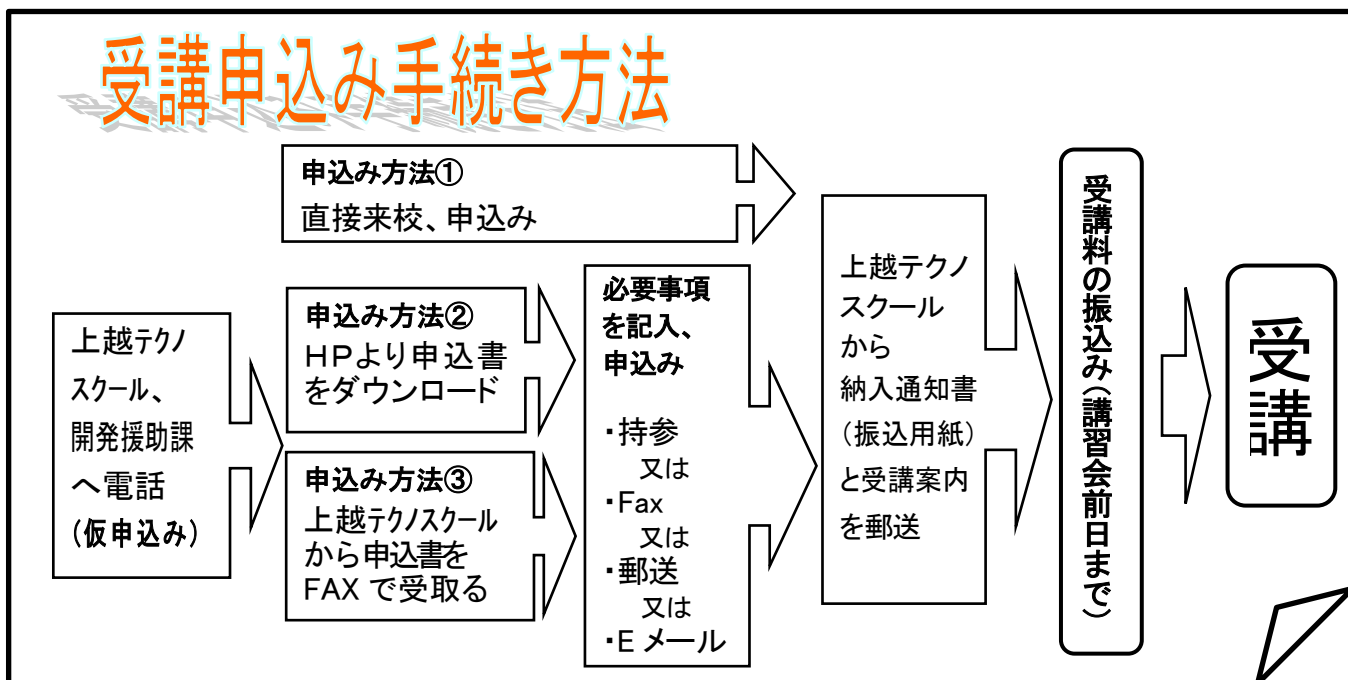 受講申込み手続き方法
申込み方法①
直接来校、申込み
上越テクノ
スクール、
開発援助課
へ電話
(仮申込み)
申込み方法②
HPより申込書
をダウンロード
申込み方法③
上越テクノスクール
から申込書を
FAXで受取る
必要事項
を記入、
申込み
・持参
又は
・Fax
又は
・郵送
又は
・Eメール
上越テクノ
スクール
から
納入通知書
(振込用紙)
と受講案内
を郵送
受講料の振込み(講習会前日まで)
受講